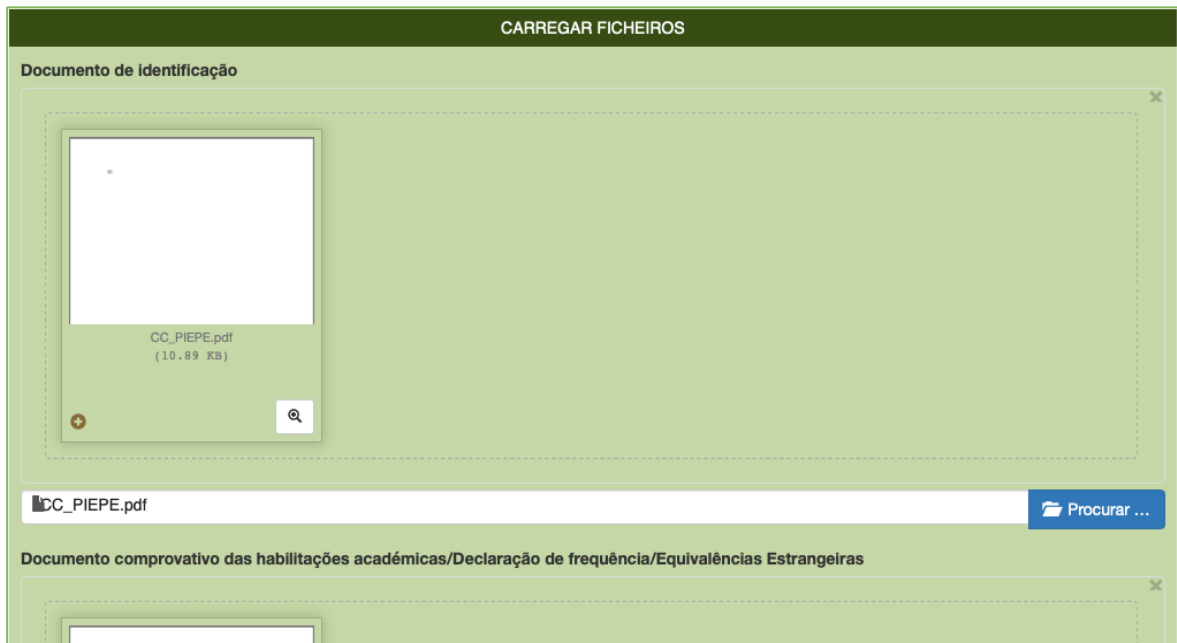 CARREGAR FICHEIROS
Documento de identificação
CC_PIEPE.pdf
(10.89 KB)
CC_PIEPE.pdf
Procurar ...
Documento comprovativo das habilitações académicas/Declaração de frequência/Equivalências Estrangeiras